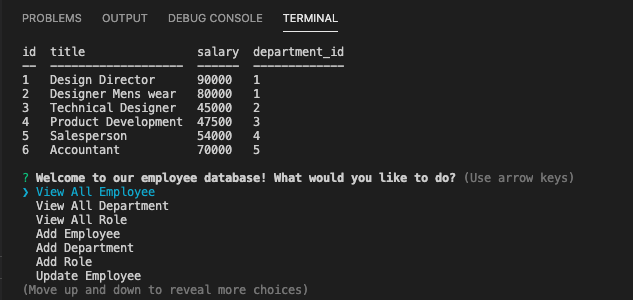 PROBLEMS OUTPUT DEBUG CONSOLE TERMINAL
id title salary department_id
-- ------------------- ------ -------------
1 Design Director 90000 1
2 Designer Mens wear 80000 1
3 Technical Designer 45000 2
4 Product Development 47500 3
5 Salesperson 54000 4
6 Accountant 70000 5
? Welcome to our employee database! What would you like to do? (Use arrow keys)
❯ View All Employee
View All Department
View All Role
Add Employee
Add Department
Add Role
Update Employee
(Move up and down to reveal more choices)